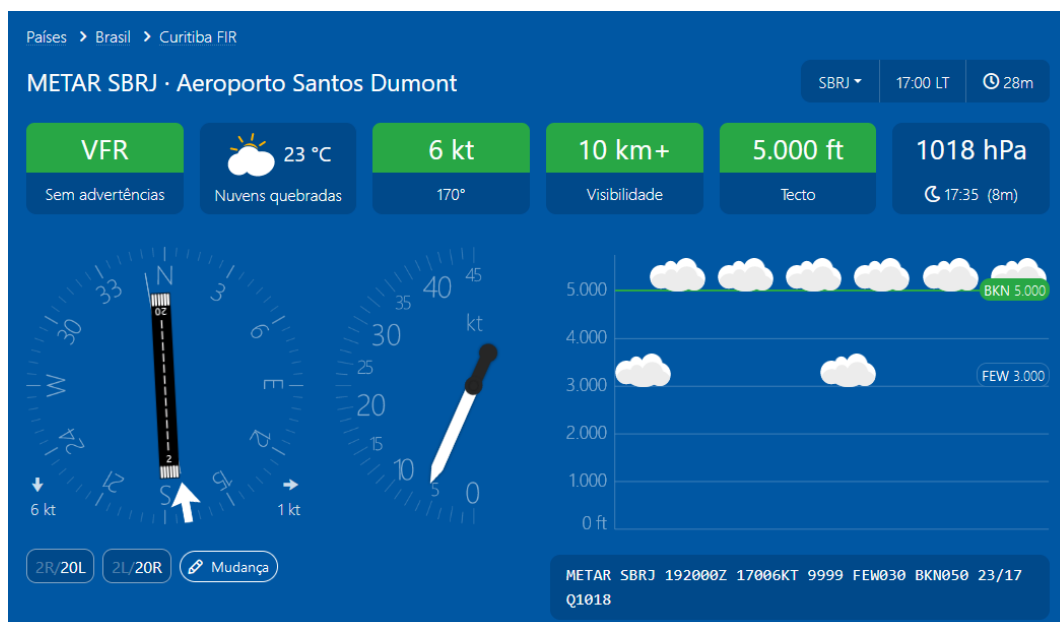 Países > Brasil > Curitiba FIR
METAR SBRJ · Aeroporto Santos Dumont
SBRJ 17:00 LT 28m
VFR
Sem advertências
23 °C
Nuvens quebradas
6 kt
170°
10 km+
Visibilidade
5.000 ft
Tecto
1018 hPa
17:35 (8m)
N
3
6
E
12
15
S
21
24
W
30
33
20
2
6 kt
1 kt
45
40
35
kt
30
25
20
15
10
5
0
5.000
BKN 5.000
4.000
3.000
FEW 3.000
2.000
1.000
0 ft
2R/20L 2L/20R Mudança
METAR SBRJ 192000Z 17006KT 9999 FEW030 BKN050 23/17
Q1018